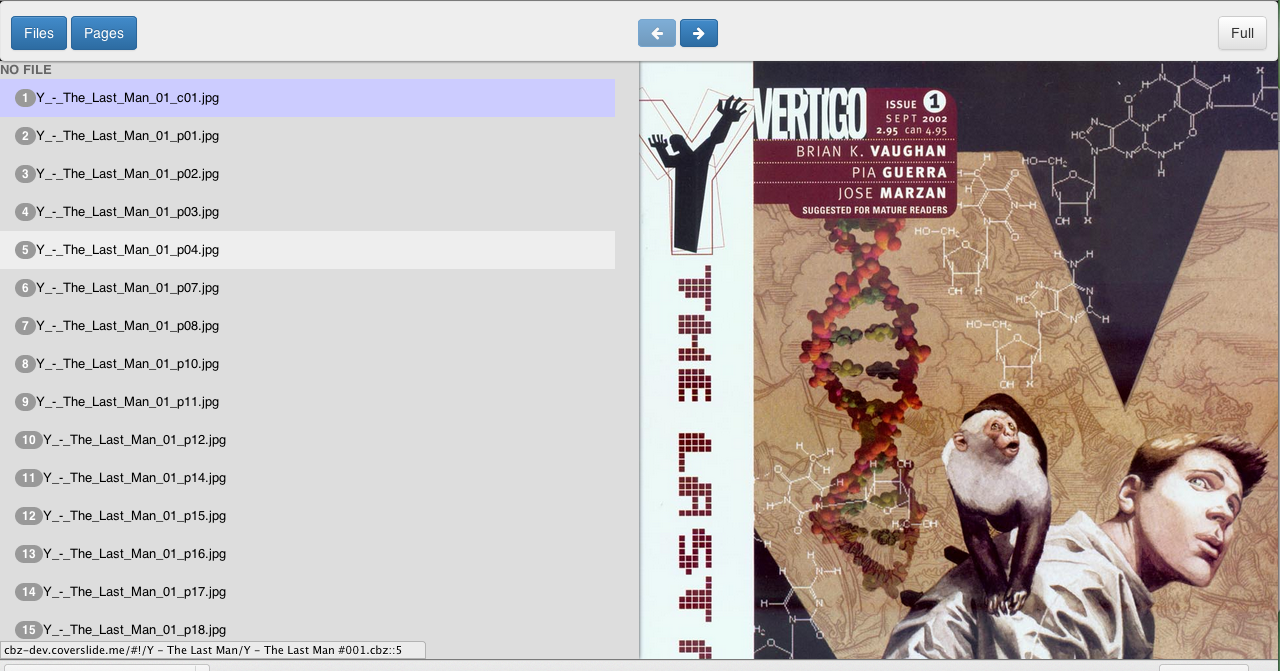 Files
Pages
Full
NO FILE
1 Y_-_The_Last_Man_01_c01.jpg
2 Y_-_The_Last_Man_01_p01.jpg
3 Y_-_The_Last_Man_01_p02.jpg
4 Y_-_The_Last_Man_01_p03.jpg
5 Y_-_The_Last_Man_01_p04.jpg
6 Y_-_The_Last_Man_01_p07.jpg
7 Y_-_The_Last_Man_01_p08.jpg
8 Y_-_The_Last_Man_01_p10.jpg
9 Y_-_The_Last_Man_01_p11.jpg
10 Y_-_The_Last_Man_01_p12.jpg
11 Y_-_The_Last_Man_01_p14.jpg
12 Y_-_The_Last_Man_01_p15.jpg
13 Y_-_The_Last_Man_01_p16.jpg
14 Y_-_The_Last_Man_01_p17.jpg
15 Y_-_The_Last_Man_01_p18.jpg
cbz-dev.coverslide.me/#!/Y - The Last Man/Y - The Last Man #001.cbz::5
Y
THE LAST
VERTIGO
ISSUE 1
SEPT 2002
2.95 can 4.95
BRIAN K. VAUGHAN
PIA GUERRA
JOSE MARZAN
SUGGESTED FOR MATURE READERS